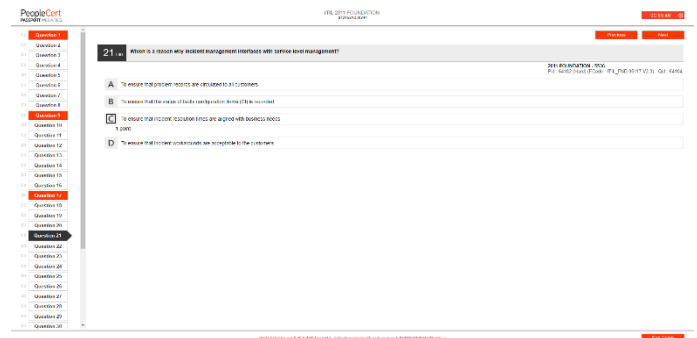 PeopleCert
ITIL 2011 FOUNDATION
Previous
Next
Question 1
Question 2
Question 3
Question 4
Question 5
Question 6
Question 7
Question 8
Question 9
Question 10
Question 11
Question 12
Question 13
Question 14
Question 15
Question 16
Question 17
Question 18
Question 19
Question 20
Question 21
Question 22
Question 23
Question 24
Question 25
Question 26
Question 27
Question 28
Question 29
Question 30
21 Which is a reason why incident management interfaces with service level management?
2011 FOUNDATION
A To ensure that problem records are circulated to all customers
B To ensure that the status of faulty configuration items (CI) is recorded
C To ensure that incident resolution times are aligned with business needs
1 point
D To ensure that incident workarounds are acceptable to the customers